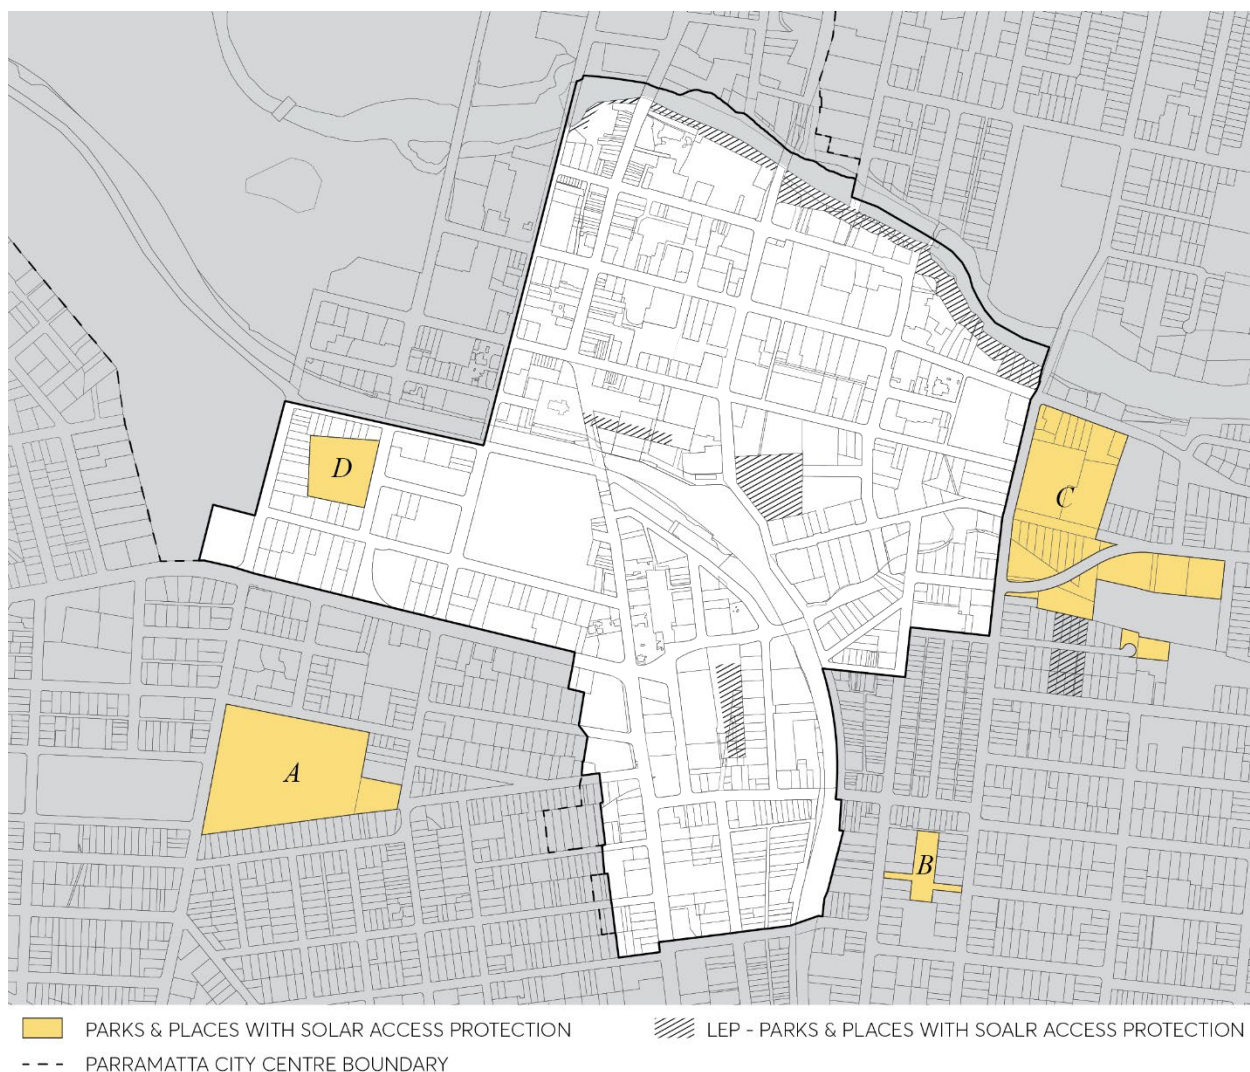 D
C
A
B
PARKS & PLACES WITH SOLAR ACCESS PROTECTION
LEP - PARKS & PLACES WITH SOALR ACCESS PROTECTION
PARRAMATTA CITY CENTRE BOUNDARY